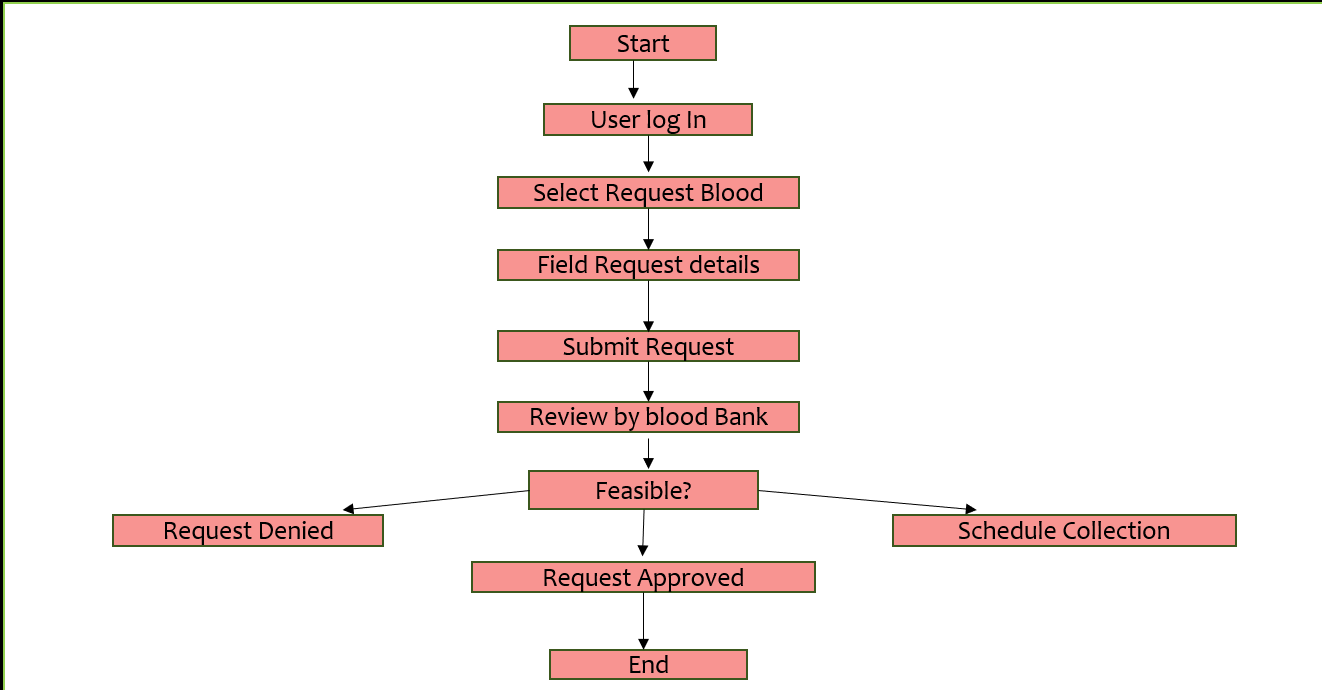 Start
User log In
Select Request Blood
Field Request details
Submit Request
Review by blood Bank
Feasible?
Request Denied
Schedule Collection
Request Approved
End